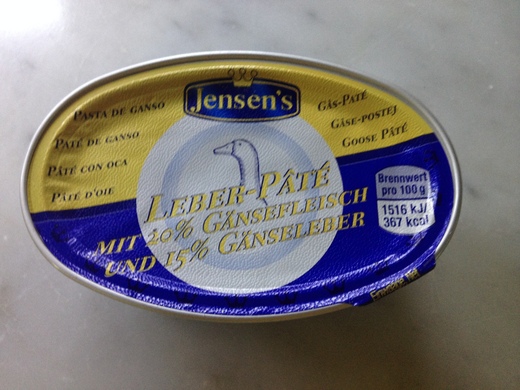 Jensen's
PASTA DE GANSO
PATÉ DE GANSO
PÂTÉ CON OCA
PÂTÉ D'OIE
GÅS-PATÉ
GÅSE-POSTEJ
GOOSE PÂTÉ
LEBER-PÂTÉ
MIT 20% GÄNSEFLEISCH
UND 15% GÄNSELEBER
Brennwert
pro 100 g
1516 kJ/
367 kcal